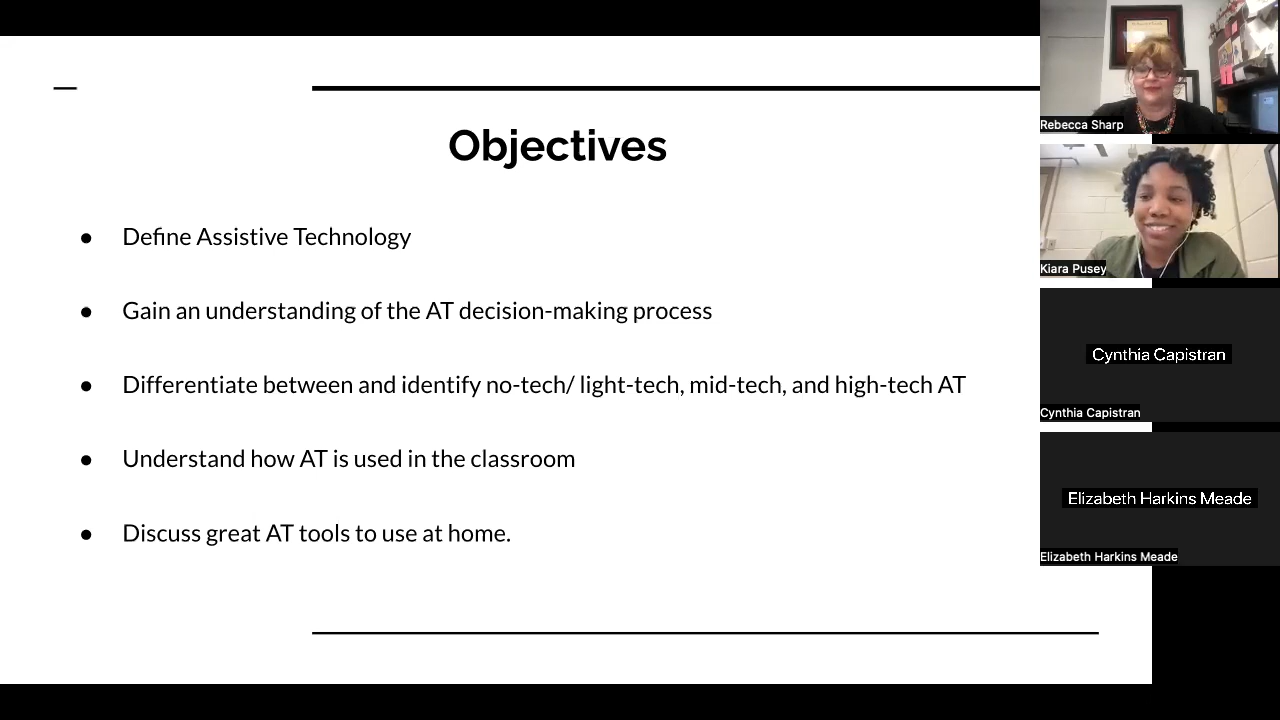 Objectives
● Define Assistive Technology
● Gain an understanding of the AT decision-making process
● Differentiate between and identify no-tech/ light-tech, mid-tech, and high-tech AT
● Understand how AT is used in the classroom
● Discuss great AT tools to use at home.
Rebecca Sharp
Kiara Pusey
Cynthia Capistran
Cynthia Capistran
Elizabeth Harkins Meade
Elizabeth Harkins Meade